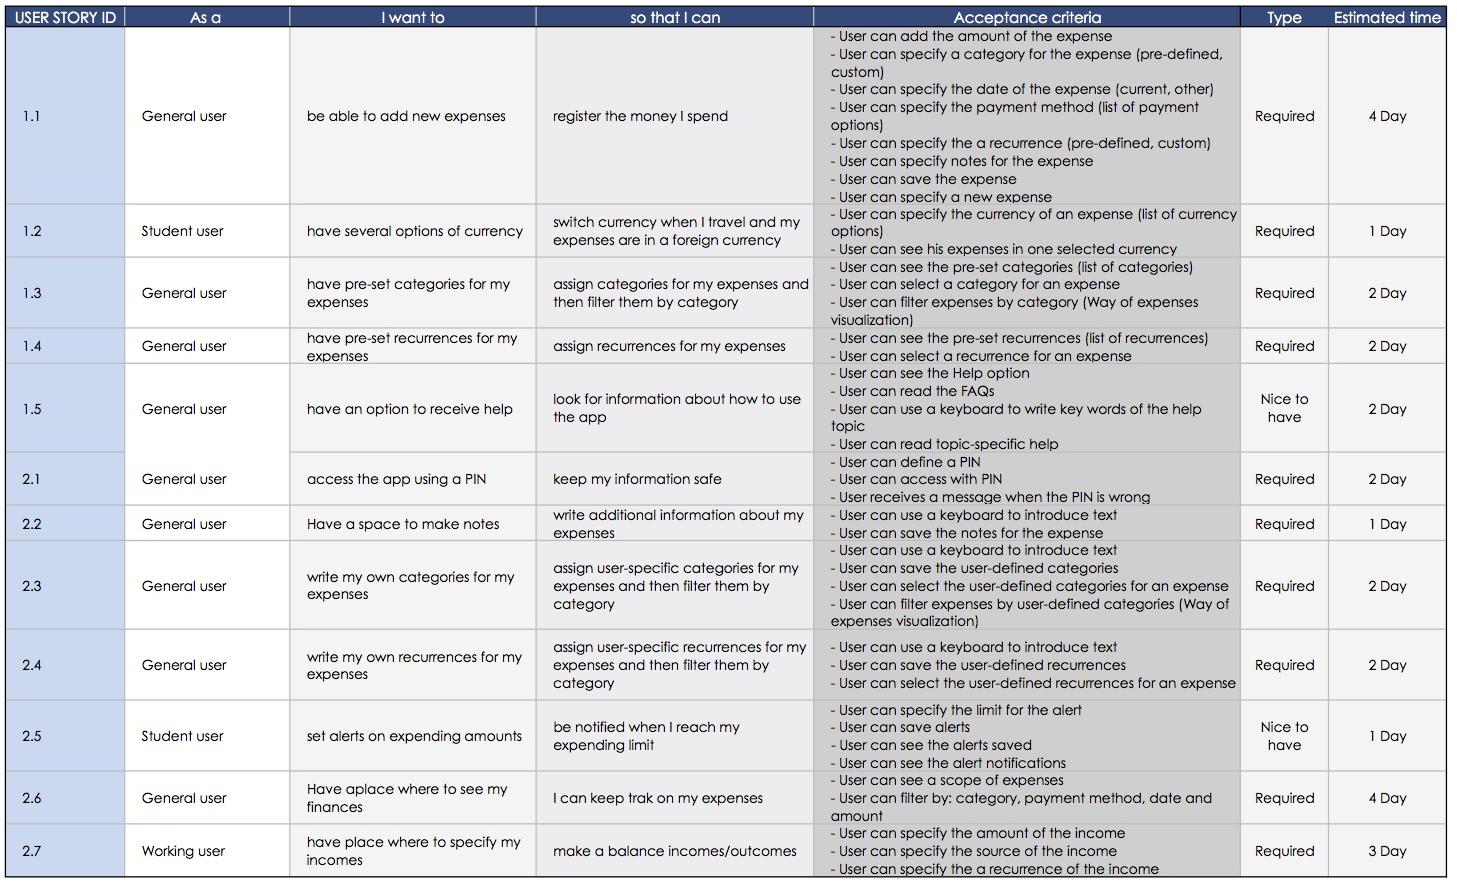 USER STORY ID As a I want to so that I can Acceptance criteria Type Estimated time
1.1
General user
be able to add new expenses
register the money I spend
- User can add the amount of the expense
- User can specify a category for the expense (pre-defined,
custom)
- User can specify the date of the expense (current, other)
- User can specify the payment method (list of payment
options)
- User can specify the a recurrence (pre-defined, custom)
- User can specify notes for the expense
- User can save the expense
- User can specify a new expense
Required
4 Day
1.2
Student user
have several options of currency
switch currency when I travel and my
expenses are in a foreign currency
- User can specify the currency of an expense (list of currency
options)
- User can see his expenses in one selected currency
Required
1 Day
1.3
General user
have pre-set categories for my
expenses
assign categories for my expenses and
then filter them by category
- User can see the pre-set categories (list of categories)
- User can select a category for an expense
- User can filter expenses by category (Way of expenses
visualization)
Required
2 Day
1.4
General user
have pre-set recurrences for my
expenses
assign recurrences for my expenses
- User can see the pre-set recurrences (list of recurrences)
- User can select a recurrence for an expense
Required
2 Day
1.5
General user
have an option to receive help
look for information about how to use
the app
- User can see the Help option
- User can read the FAQs
- User can use a keyboard to write key words of the help
topic
- User can read topic-specific help
Nice to
have
2 Day
2.1
General user
access the app using a PIN
keep my information safe
- User can define a PIN
- User can access with PIN
- User receives a message when the PIN is wrong
Required
2 Day
2.2
General user
Have a space to make notes
write additional information about my
expenses
- User can use a keyboard to introduce text
- User can save the notes for the expense
Required
1 Day
2.3
General user
write my own categories for my
expenses
assign user-specific categories for my
expenses and then filter them by
category
- User can use a keyboard to introduce text
- User can save the user-defined categories
- User can select the user-defined categories for an expense
- User can filter expenses by user-defined categories (Way of
expenses visualization)
Required
2 Day
2.4
General user
write my own recurrences for my
expenses
assign user-specific recurrences for my
expenses and then filter them by
category
- User can use a keyboard to introduce text
- User can save the user-defined recurrences
- User can select the user-defined recurrences for an expense
Required
2 Day
2.5
Student user
set alerts on expending amounts
be notified when I reach my
expending limit
- User can specify the limit for the alert
- User can save alerts
- User can see the alerts saved
- User can see the alert notifications
Nice to
have
1 Day
2.6
General user
Have aplace where to see my
finances
I can keep trak on my expenses
- User can see a scope of expenses
- User can filter by: category, payment method, date and
amount
Required
4 Day
2.7
Working user
have place where to specify my
incomes
make a balance incomes/outcomes
- User can specify the amount of the income
- User can specify the source of the income
- User can specify the a recurrence of the income
Required
3 Day